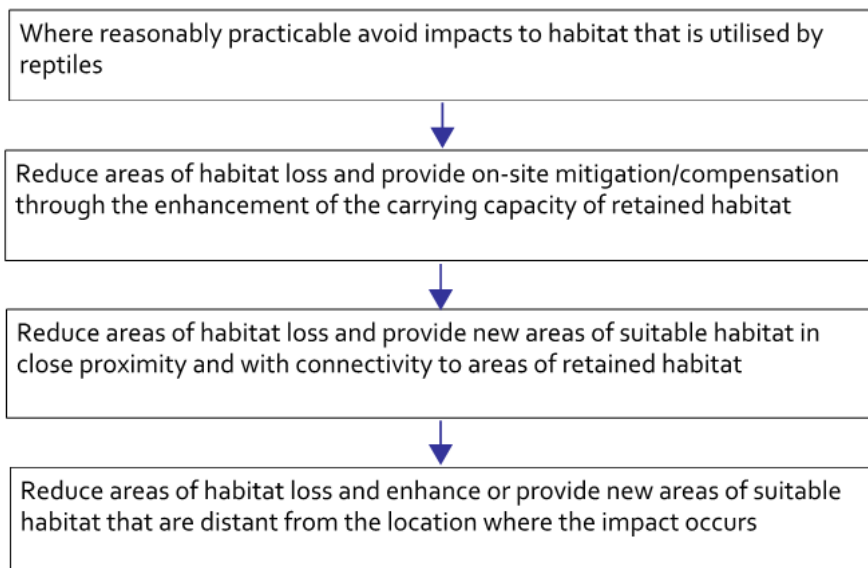 Where reasonably practicable avoid impacts to habitat that is utilised by
reptiles
Reduce areas of habitat loss and provide on-site mitigation/compensation
through the enhancement of the carrying capacity of retained habitat
Reduce areas of habitat loss and provide new areas of suitable habitat in
close proximity and with connectivity to areas of retained habitat
Reduce areas of habitat loss and enhance or provide new areas of suitable
habitat that are distant from the location where the impact occurs